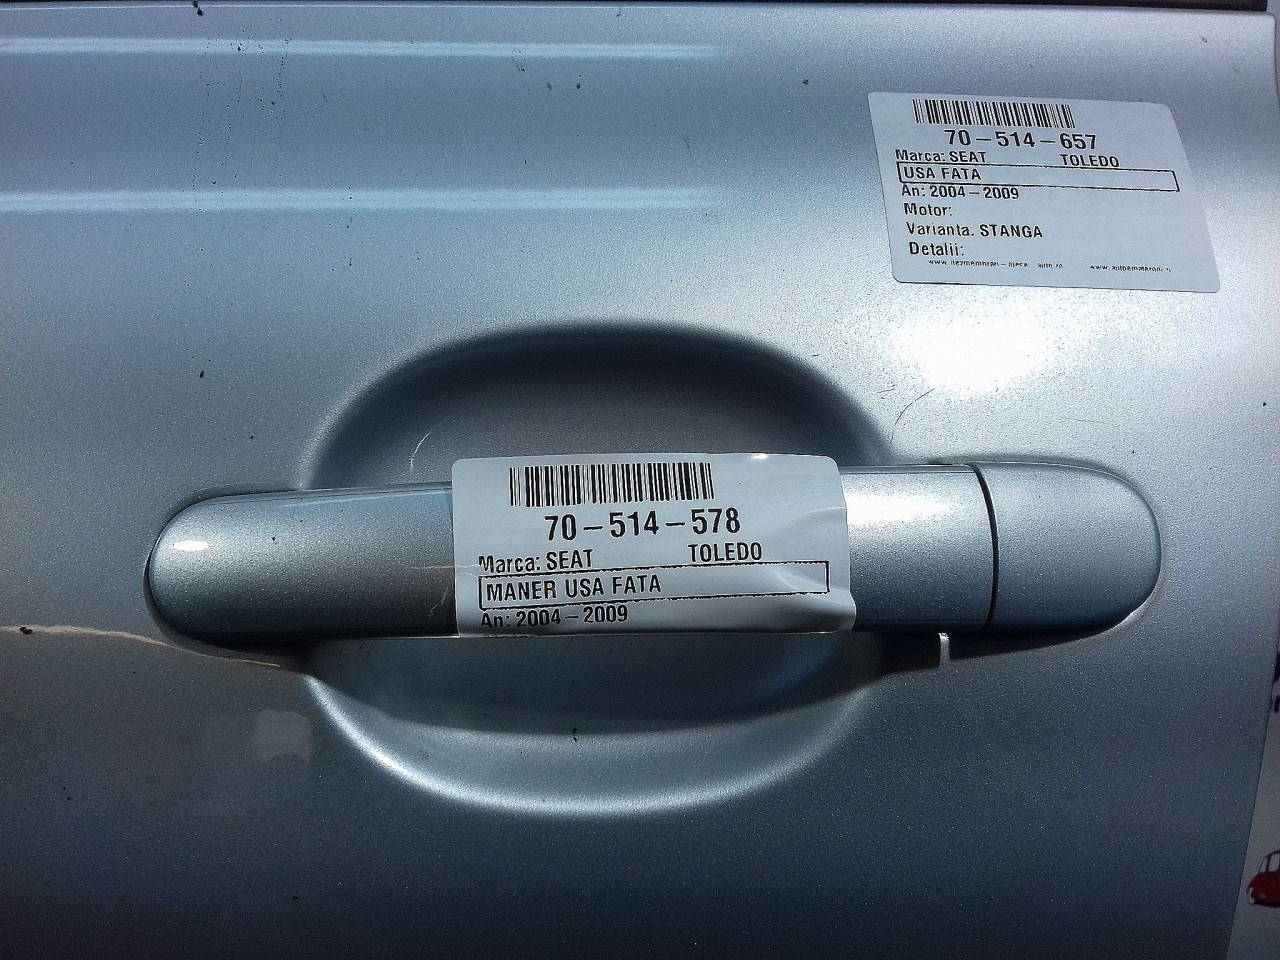 70-514-657
Marca: SEAT TOLEDO
USA FATA
An: 2004-2009
Motor:
Varianta. STANGA
Detalii:
70-514-578
Marca: SEAT TOLEDO
MANER USA FATA
An: 2004-2009